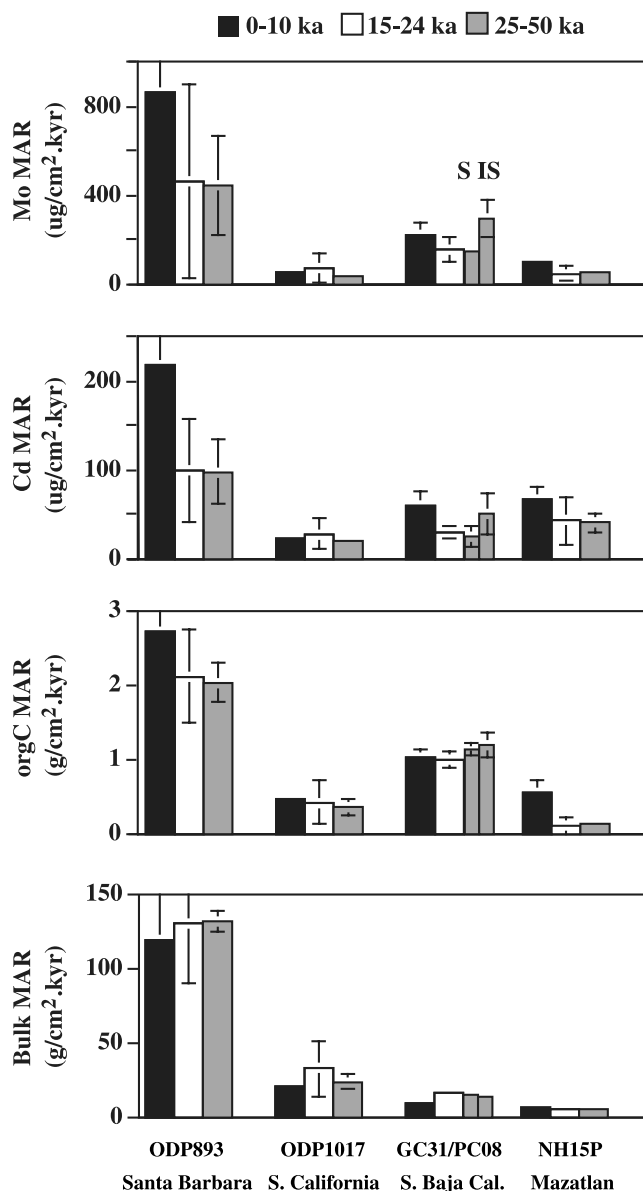 0-10 ka 15-24 ka 25-50 ka
Mo MAR
(ug/cm².kyr)
800
400
0
S IS
Cd MAR
(ug/cm².kyr)
200
100
0
orgC MAR
(g/cm².kyr)
3
2
1
0
Bulk MAR
(g/cm².kyr)
150
100
50
0
ODP893 ODP1017 GC31/PC08 NH15P
Santa Barbara S. California S. Baja Cal. Mazatlan